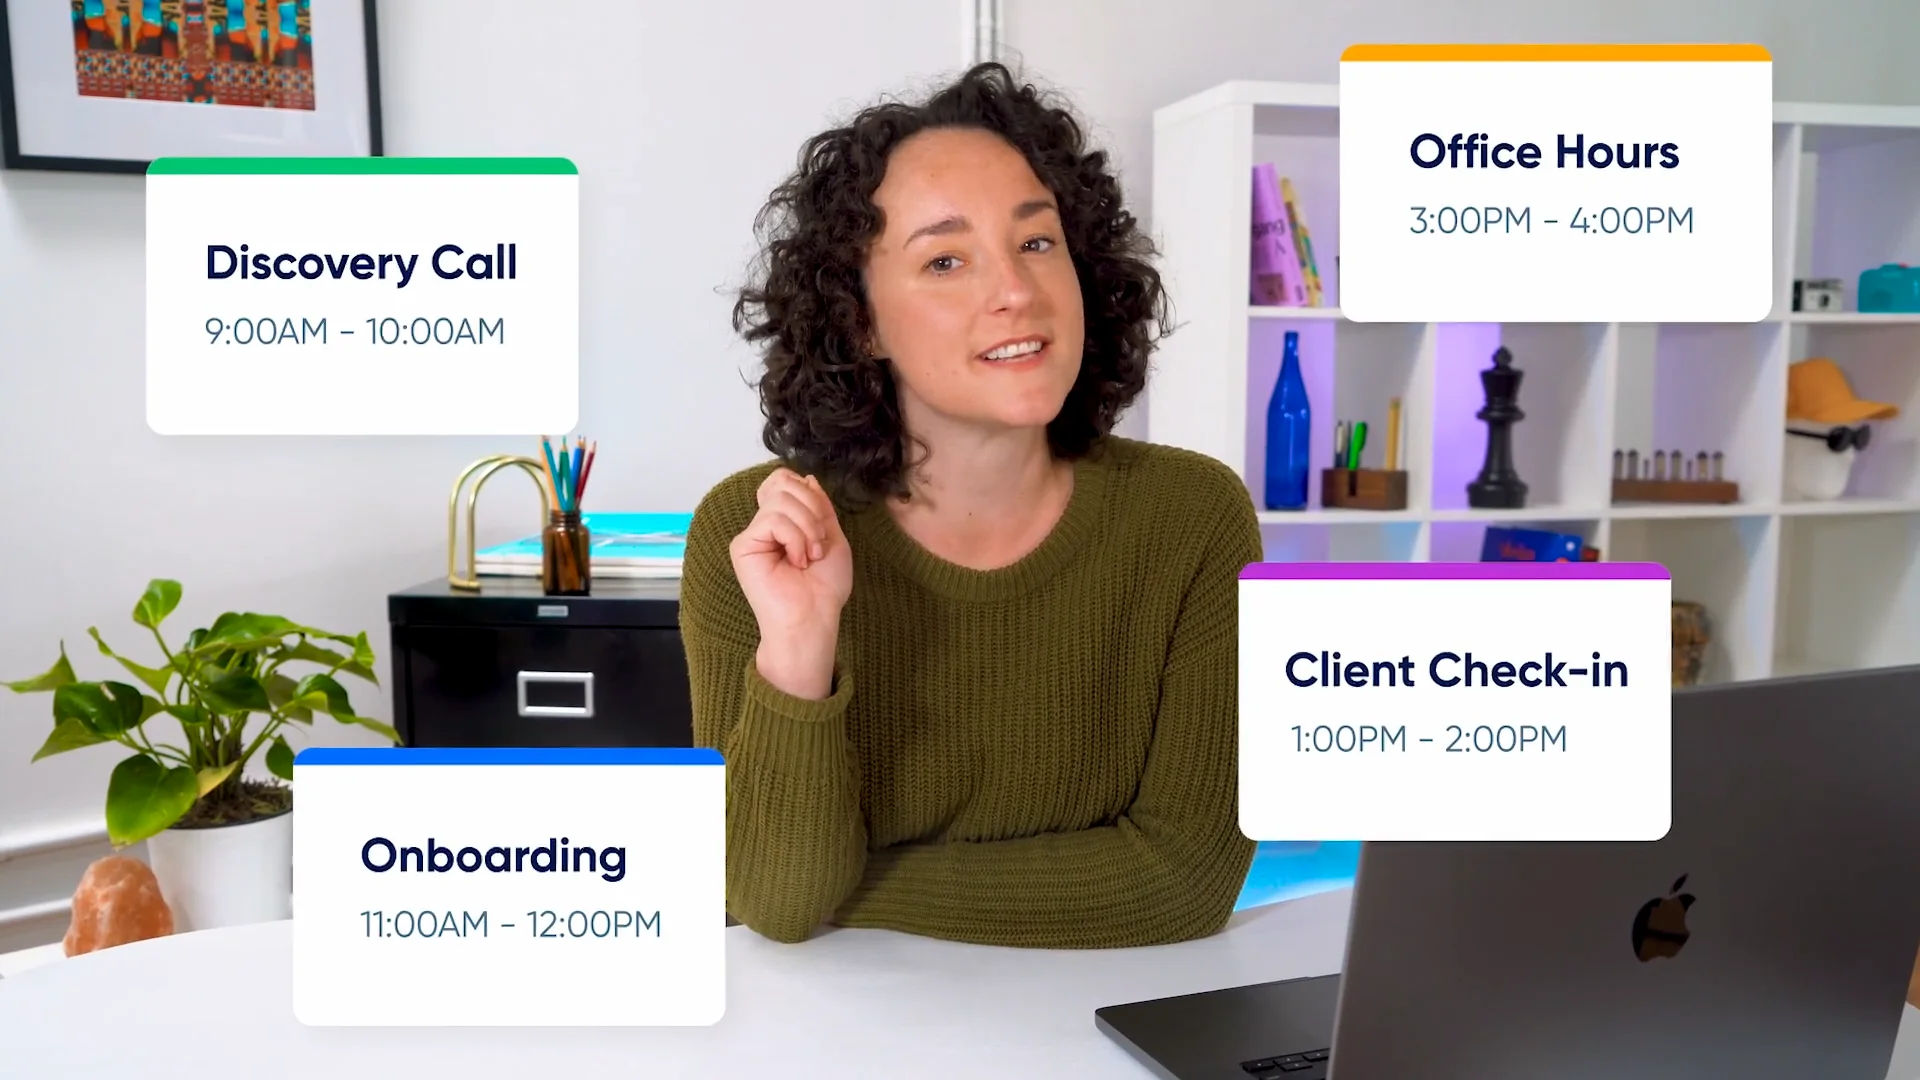 Discovery Call
9:00AM - 10:00AM
Office Hours
3:00PM - 4:00PM
Client Check-in
1:00PM - 2:00PM
Onboarding
11:00AM - 12:00PM